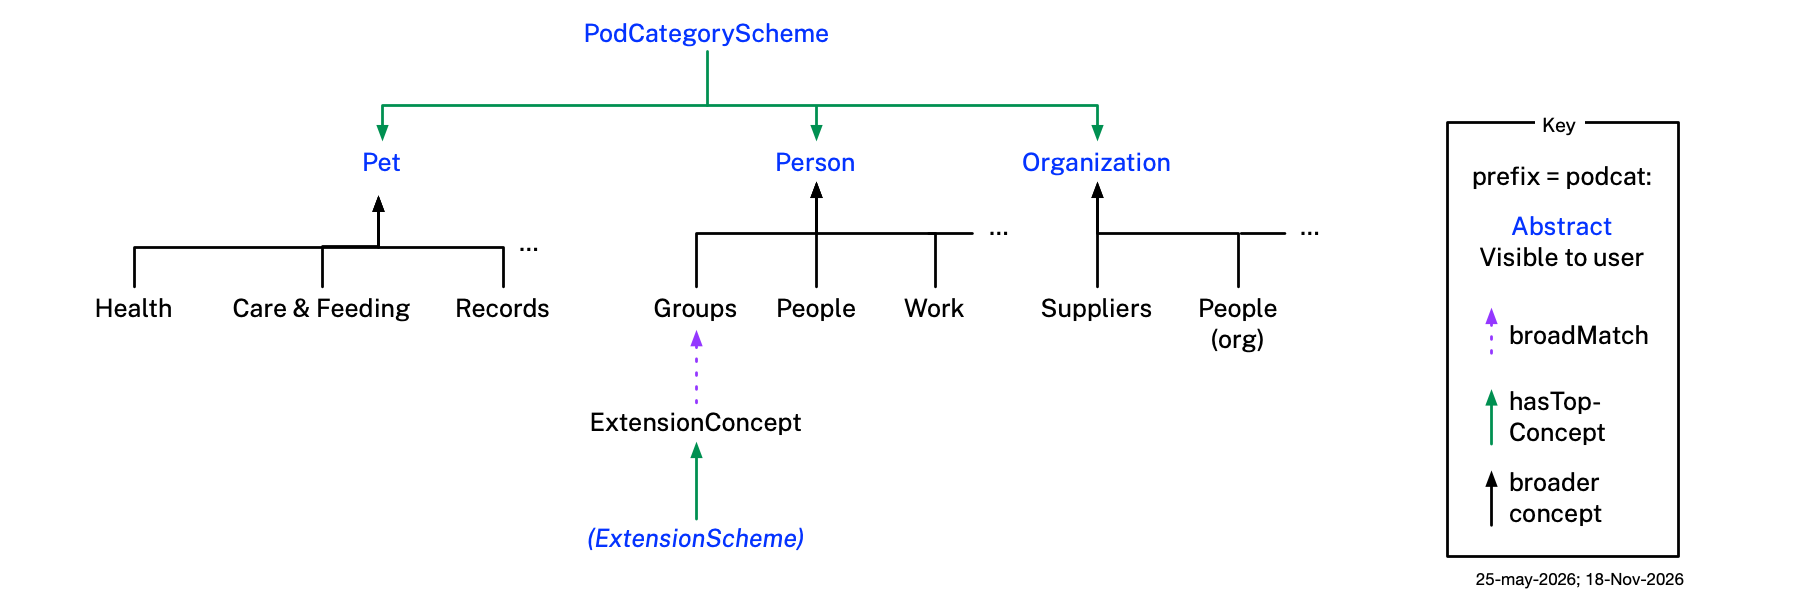 PodCategoryScheme
Pet
Person
Organization
...
...
...
Health
Care & Feeding
Records
Groups
People
Work
Suppliers
People
(org)
ExtensionConcept
(ExtensionScheme)
Key
prefix = podcat:
Abstract
Visible to user
broadMatch
hasTop-
Concept
broader
concept
25-may-2026; 18-Nov-2026